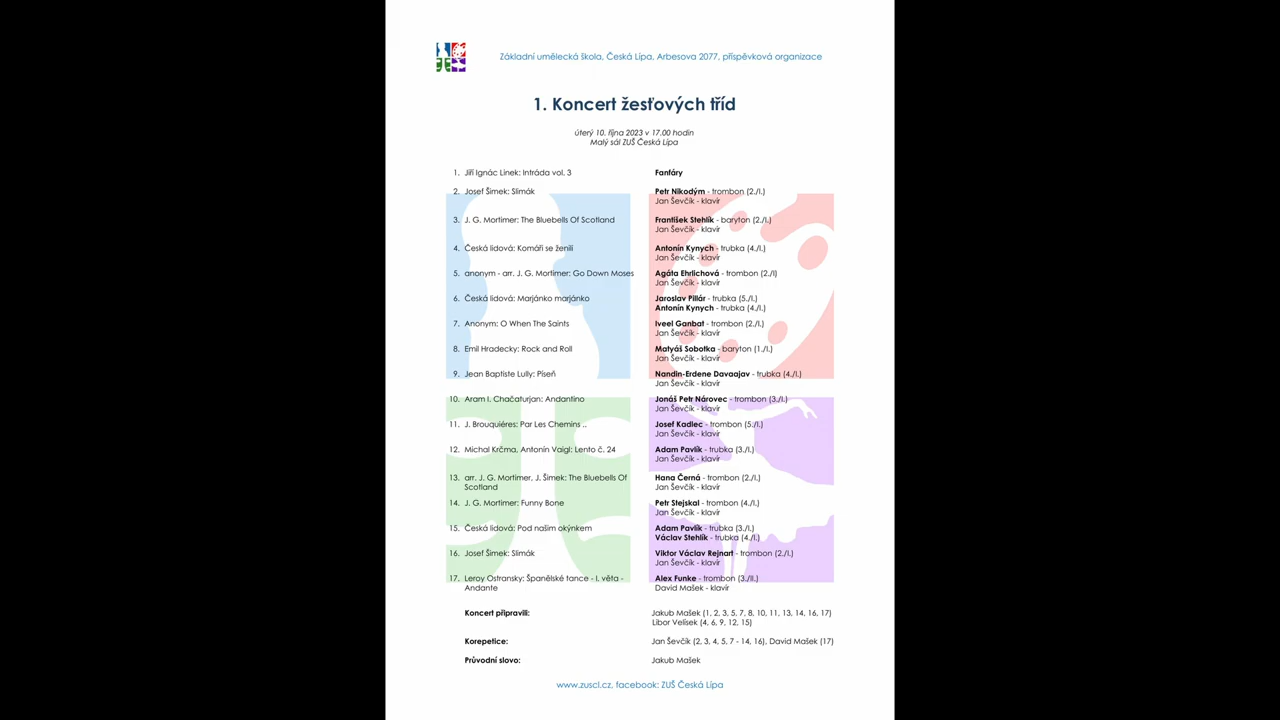 Základní umělecká škola, Česká Lípa, Arbesova 2077, příspěvková organizace
1. Koncert žesťových tříd
úterý 10. října 2023 v 17.00 hodin
Malý sál ZUŠ Česká Lípa
1. Jiří Ignác Linek: Intráda vol. 3 Fanfáry
2. Josef Šimek: Slimák Petr Nikodým - trombon (2./I.)
Jan Ševčík - klavír
3. J. G. Mortimer: The Bluebells Of Scotland František Stehlík - baryton (2./I.)
Jan Ševčík - klavír
4. Česká lidová: Komáři se ženili Antonín Kynych - trubka (4./I.)
Jan Ševčík - klavír
5. anonym - arr. J. G. Mortimer: Go Down Moses Agáta Ehrlichová - trombon (2./I)
Jan Ševčík - klavír
6. Česká lidová: Marjánko marjánko Jaroslav Pillár - trubka (5./I.)
Antonín Kynych - trubka (4./I.)
7. Anonym: O When The Saints Iveel Ganbat - trombon (2./I.)
Jan Ševčík - klavír
8. Emil Hradecky: Rock and Roll Matyáš Sobotka - baryton (1./I.)
Jan Ševčík - klavír
9. Jean Baptiste Lully: Píseň Nandin-Erdene Davaajav - trubka (4./I.)
Jan Ševčík - klavír
10. Aram I. Chačaturjan: Andantino Jonáš Petr Nárovec - trombon (3./I.)
Jan Ševčík - klavír
11. J. Brouquiéres: Par Les Chemins .. Josef Kadlec - trombon (5./I.)
Jan Ševčík - klavír
12. Michal Krčma, Antonín Vaigl: Lento č. 24 Adam Pavlík - trubka (3./I.)
Jan Ševčík - klavír
13. arr. J. G. Mortimer, J. Šimek: The Bluebells Of Hana Černá - trombon (2./I.)
Scotland Jan Ševčík - klavír
14. J. G. Mortimer: Funny Bone Petr Stejskal - trombon (4./I.)
Jan Ševčík - klavír
15. Česká lidová: Pod naším okýnkem Adam Pavlík - trubka (3./I.)
Václav Stehlík - trubka (4./I.)
16. Josef Šimek: Slimák Viktor Václav Rejnart - trombon (2./I.)
Jan Ševčík - klavír
17. Leroy Ostransky: Španělské tance - I. věta - Alex Funke - trombon (3./II.)
Andante David Mašek - klavír
Koncert připravili: Jakub Mašek (1, 2, 3, 5, 7, 8, 10, 11, 13, 14, 16, 17)
Libor Velísek (4, 6, 9, 12, 15)
Korepetice: Jan Ševčík (2, 3, 4, 5, 7 - 14, 16), David Mašek (17)
Průvodní slovo: Jakub Mašek
www.zuscl.cz, facebook: ZUŠ Česká Lípa